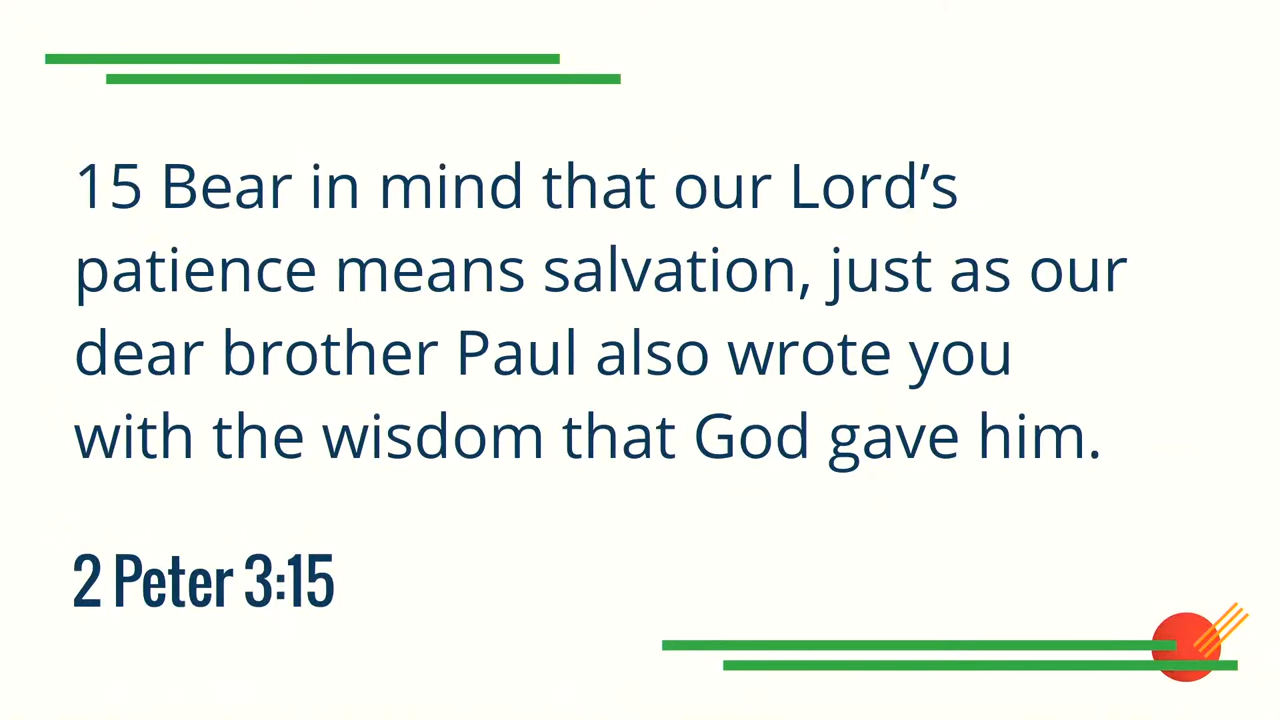 15 Bear in mind that our Lord’s
patience means salvation, just as our
dear brother Paul also wrote you
with the wisdom that God gave him.
2 Peter 3:15